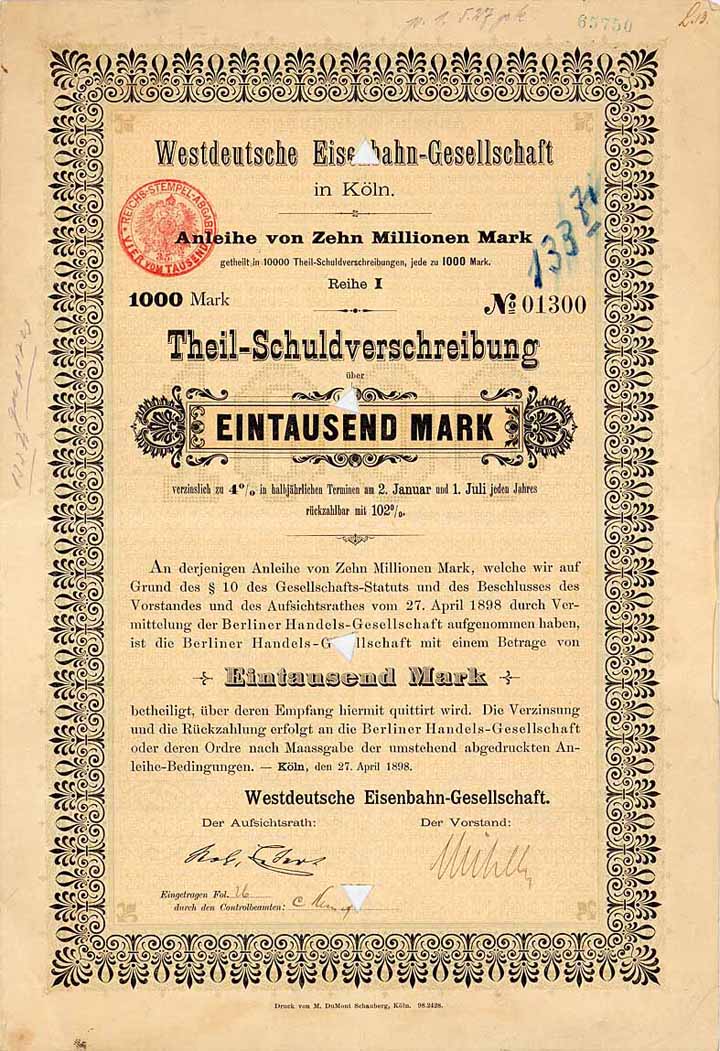 65750
Westdeutsche Eisenbahn-Gesellschaft
in Köln.
REICHS-STEMPEL-ABGABE
VIER VOM TAUSEND
Anleihe von Zehn Millionen Mark
getheilt in 10000 Theil-Schuldverschreibungen, jede zu 1000 Mark.
Reihe I
1000 Mark
No 01300
Theil-Schuldverschreibung
über
EINTAUSEND MARK
verzinslich zu 4% in halbjährlichen Terminen am 2. Januar und 1. Juli jeden Jahres
rückzahlbar mit 102%.
An derjenigen Anleihe von Zehn Millionen Mark, welche wir auf
Grund des § 10 des Gesellschafts-Statuts und des Beschlusses des
Vorstandes und des Aufsichtsrathes vom 27. April 1898 durch Ver-
mittelung der Berliner Handels-Gesellschaft aufgenommen haben,
ist die Berliner Handels-Gesellschaft mit einem Betrage von
Eintausend Mark
betheiligt, über deren Empfang hiermit quittirt wird. Die Verzinsung
und die Rückzahlung erfolgt an die Berliner Handels-Gesellschaft
oder deren Ordre nach Maassgabe der umstehend abgedruckten An-
leihe-Bedingungen. — Köln, den 27. April 1898.
Westdeutsche Eisenbahn-Gesellschaft.
Der Aufsichtsrath:
Der Vorstand:
Eingetragen Fol. 26
durch den Controlbeamten:
Druck von M. DuMont Schauberg, Köln. 98.2428.